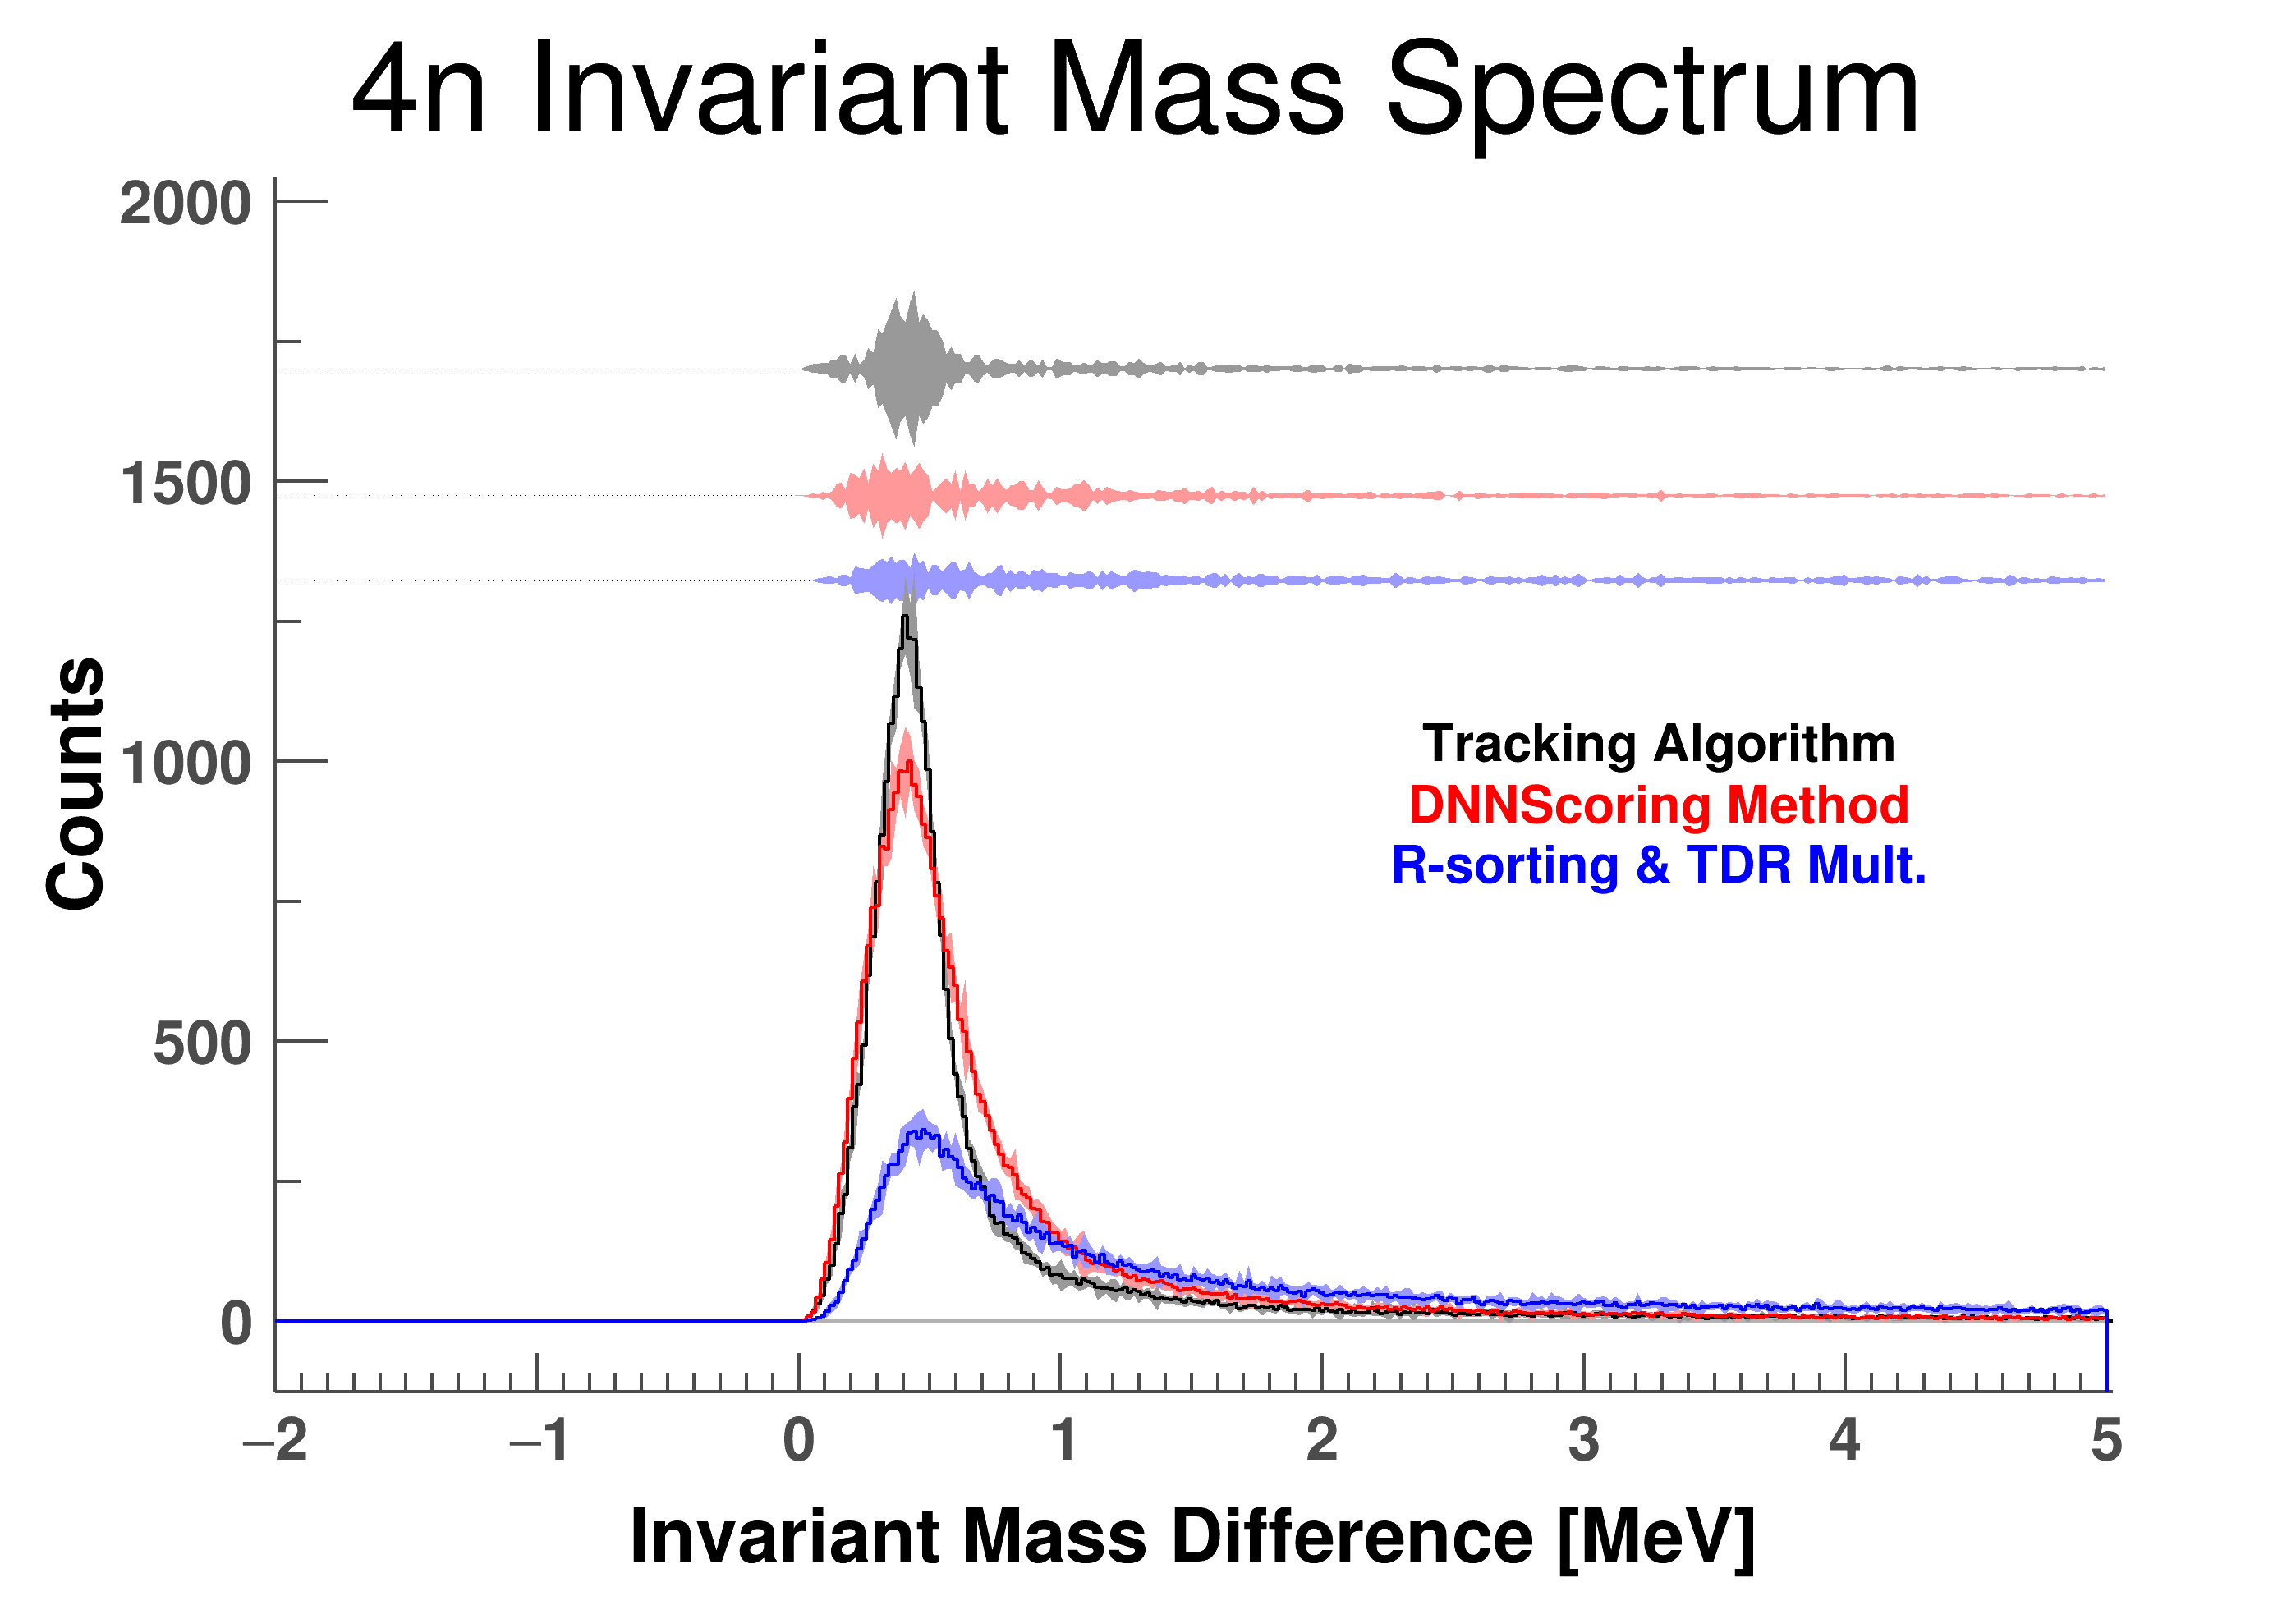 4n Invariant Mass Spectrum
2000
1500
1000
500
0
Counts
Tracking Algorithm
DNNScoring Method
R-sorting & TDR Mult.
−2 −1 0 1 2 3 4 5
Invariant Mass Difference [MeV]